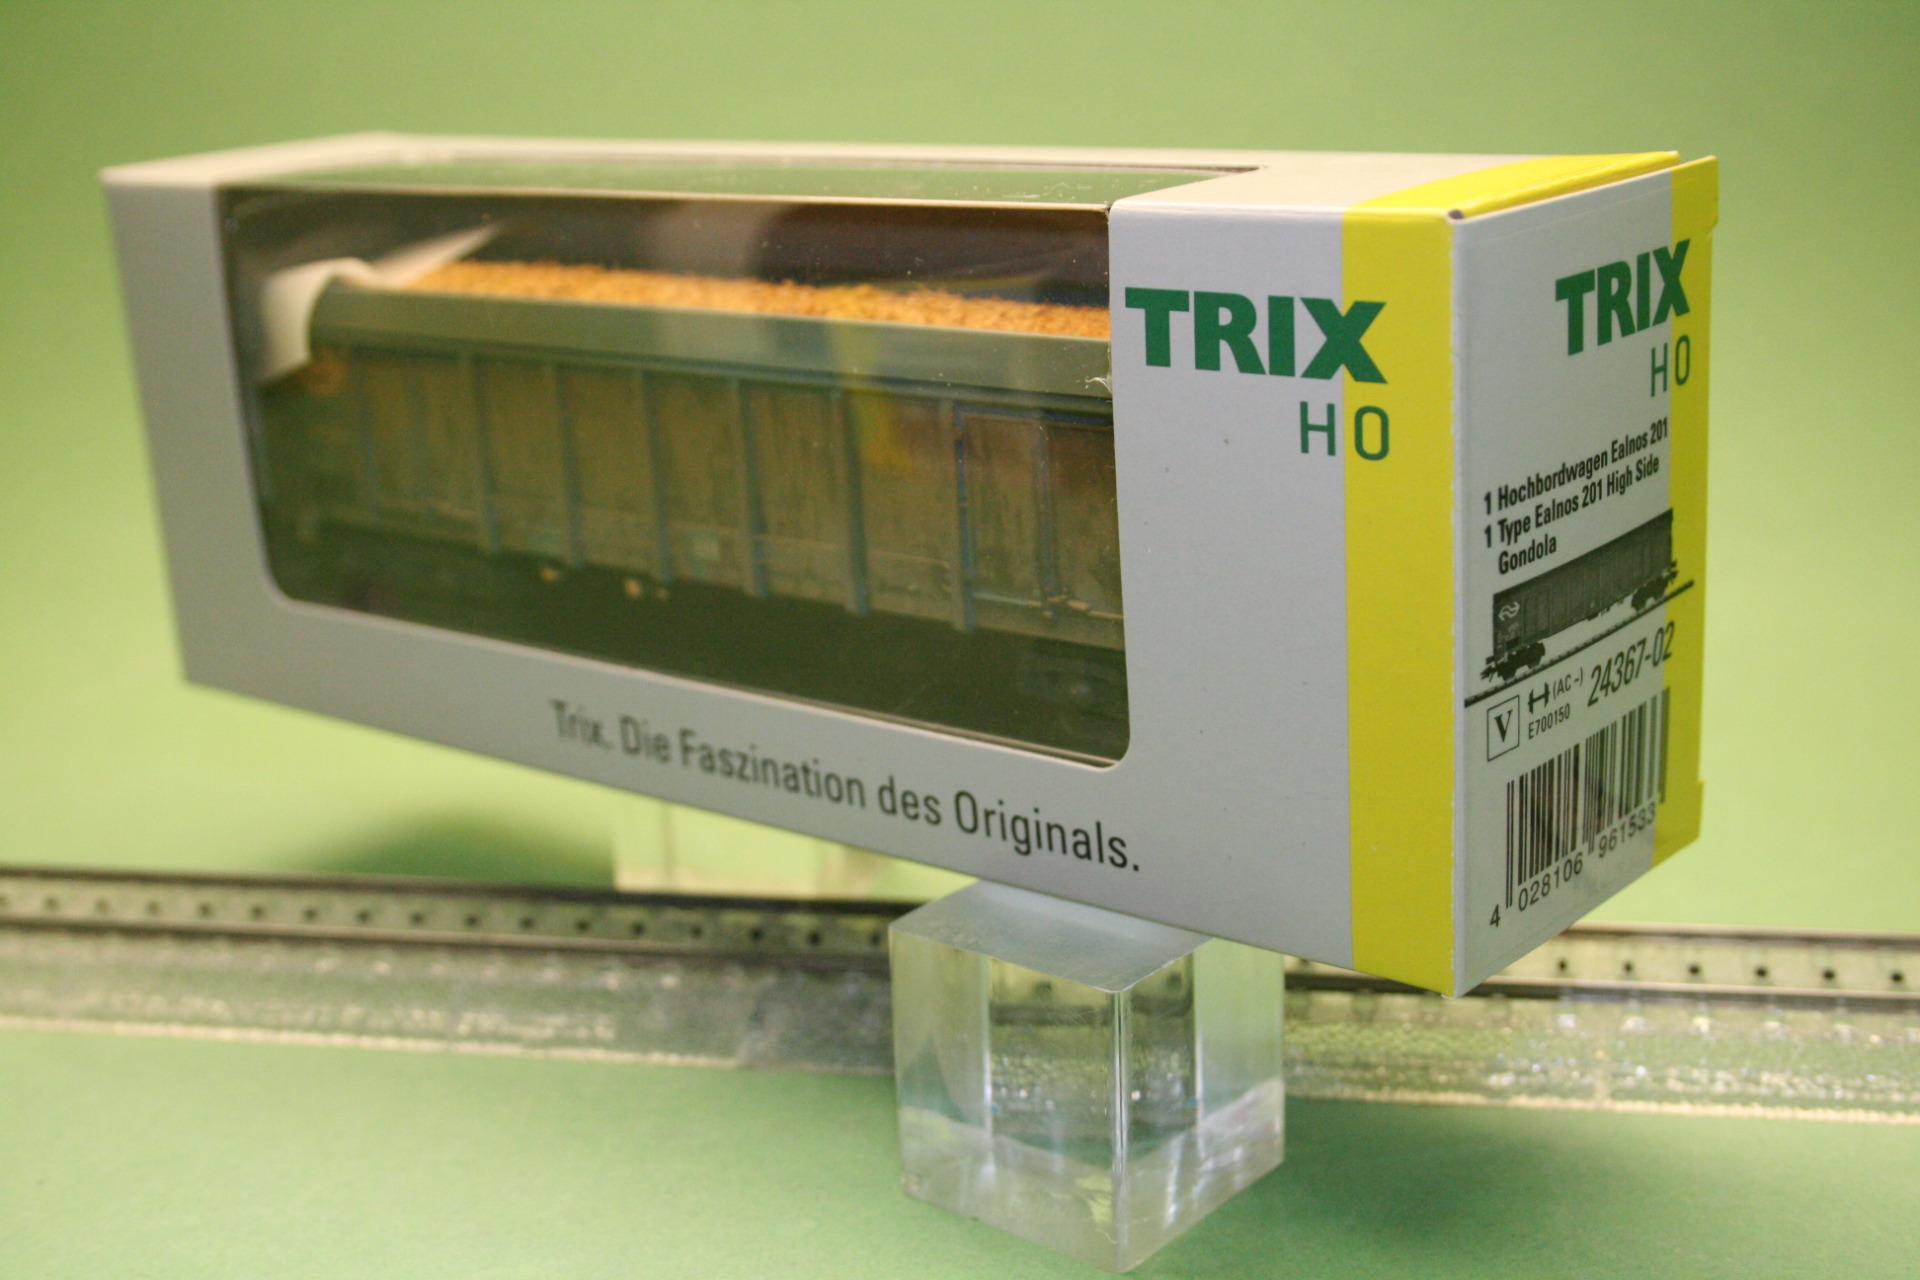 TRIX
HO
Trix. Die Faszination des Originals.
TRIX
HO
1 Hochbordwagen Ealnos 201
1 Type Ealnos 201 High Side
Gondola
V (AC~) 24367-02
E700150
4 028106 961533